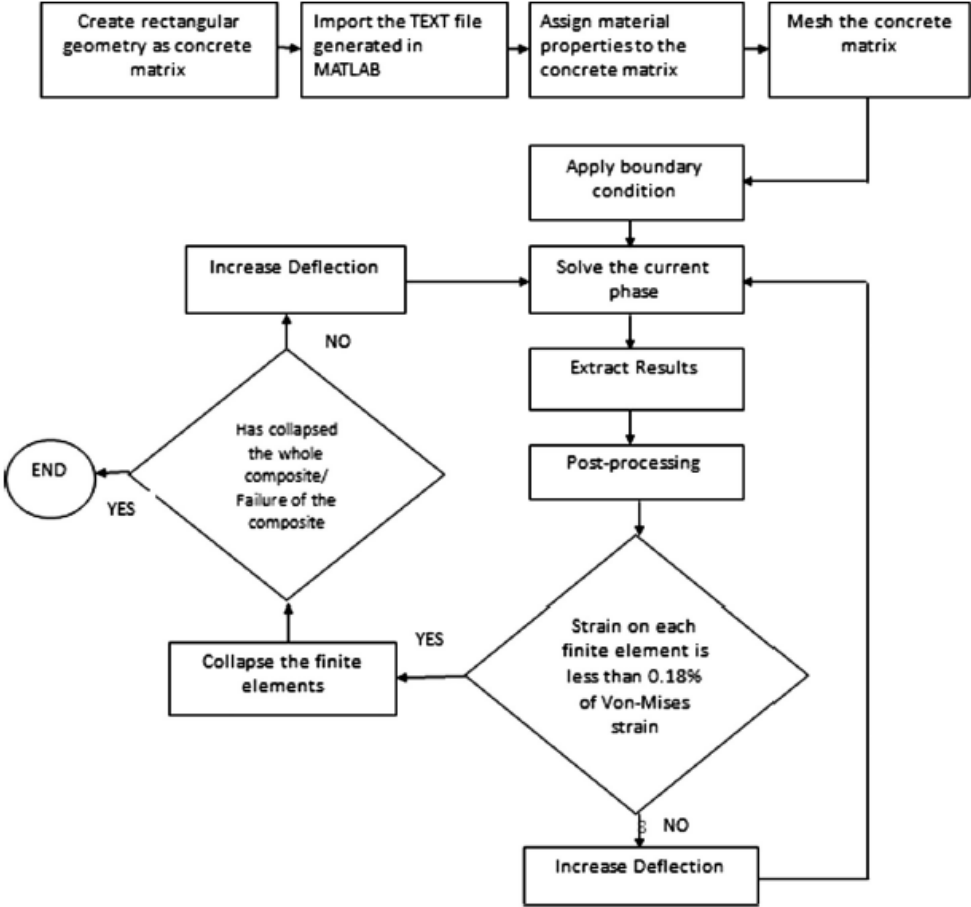 Create rectangular
geometry as concrete
matrix
Import the TEXT file
generated in
MATLAB
Assign material
properties to the
concrete matrix
Mesh the concrete
matrix
Apply boundary
condition
Increase Deflection
Solve the current
phase
NO
Extract Results
Has collapsed
the whole
composite/
Failure of the
composite
END
YES
Post-processing
Strain on each
finite element is
less than 0.18%
of Von-Mises
strain
YES
Collapse the finite
elements
NO
Increase Deflection